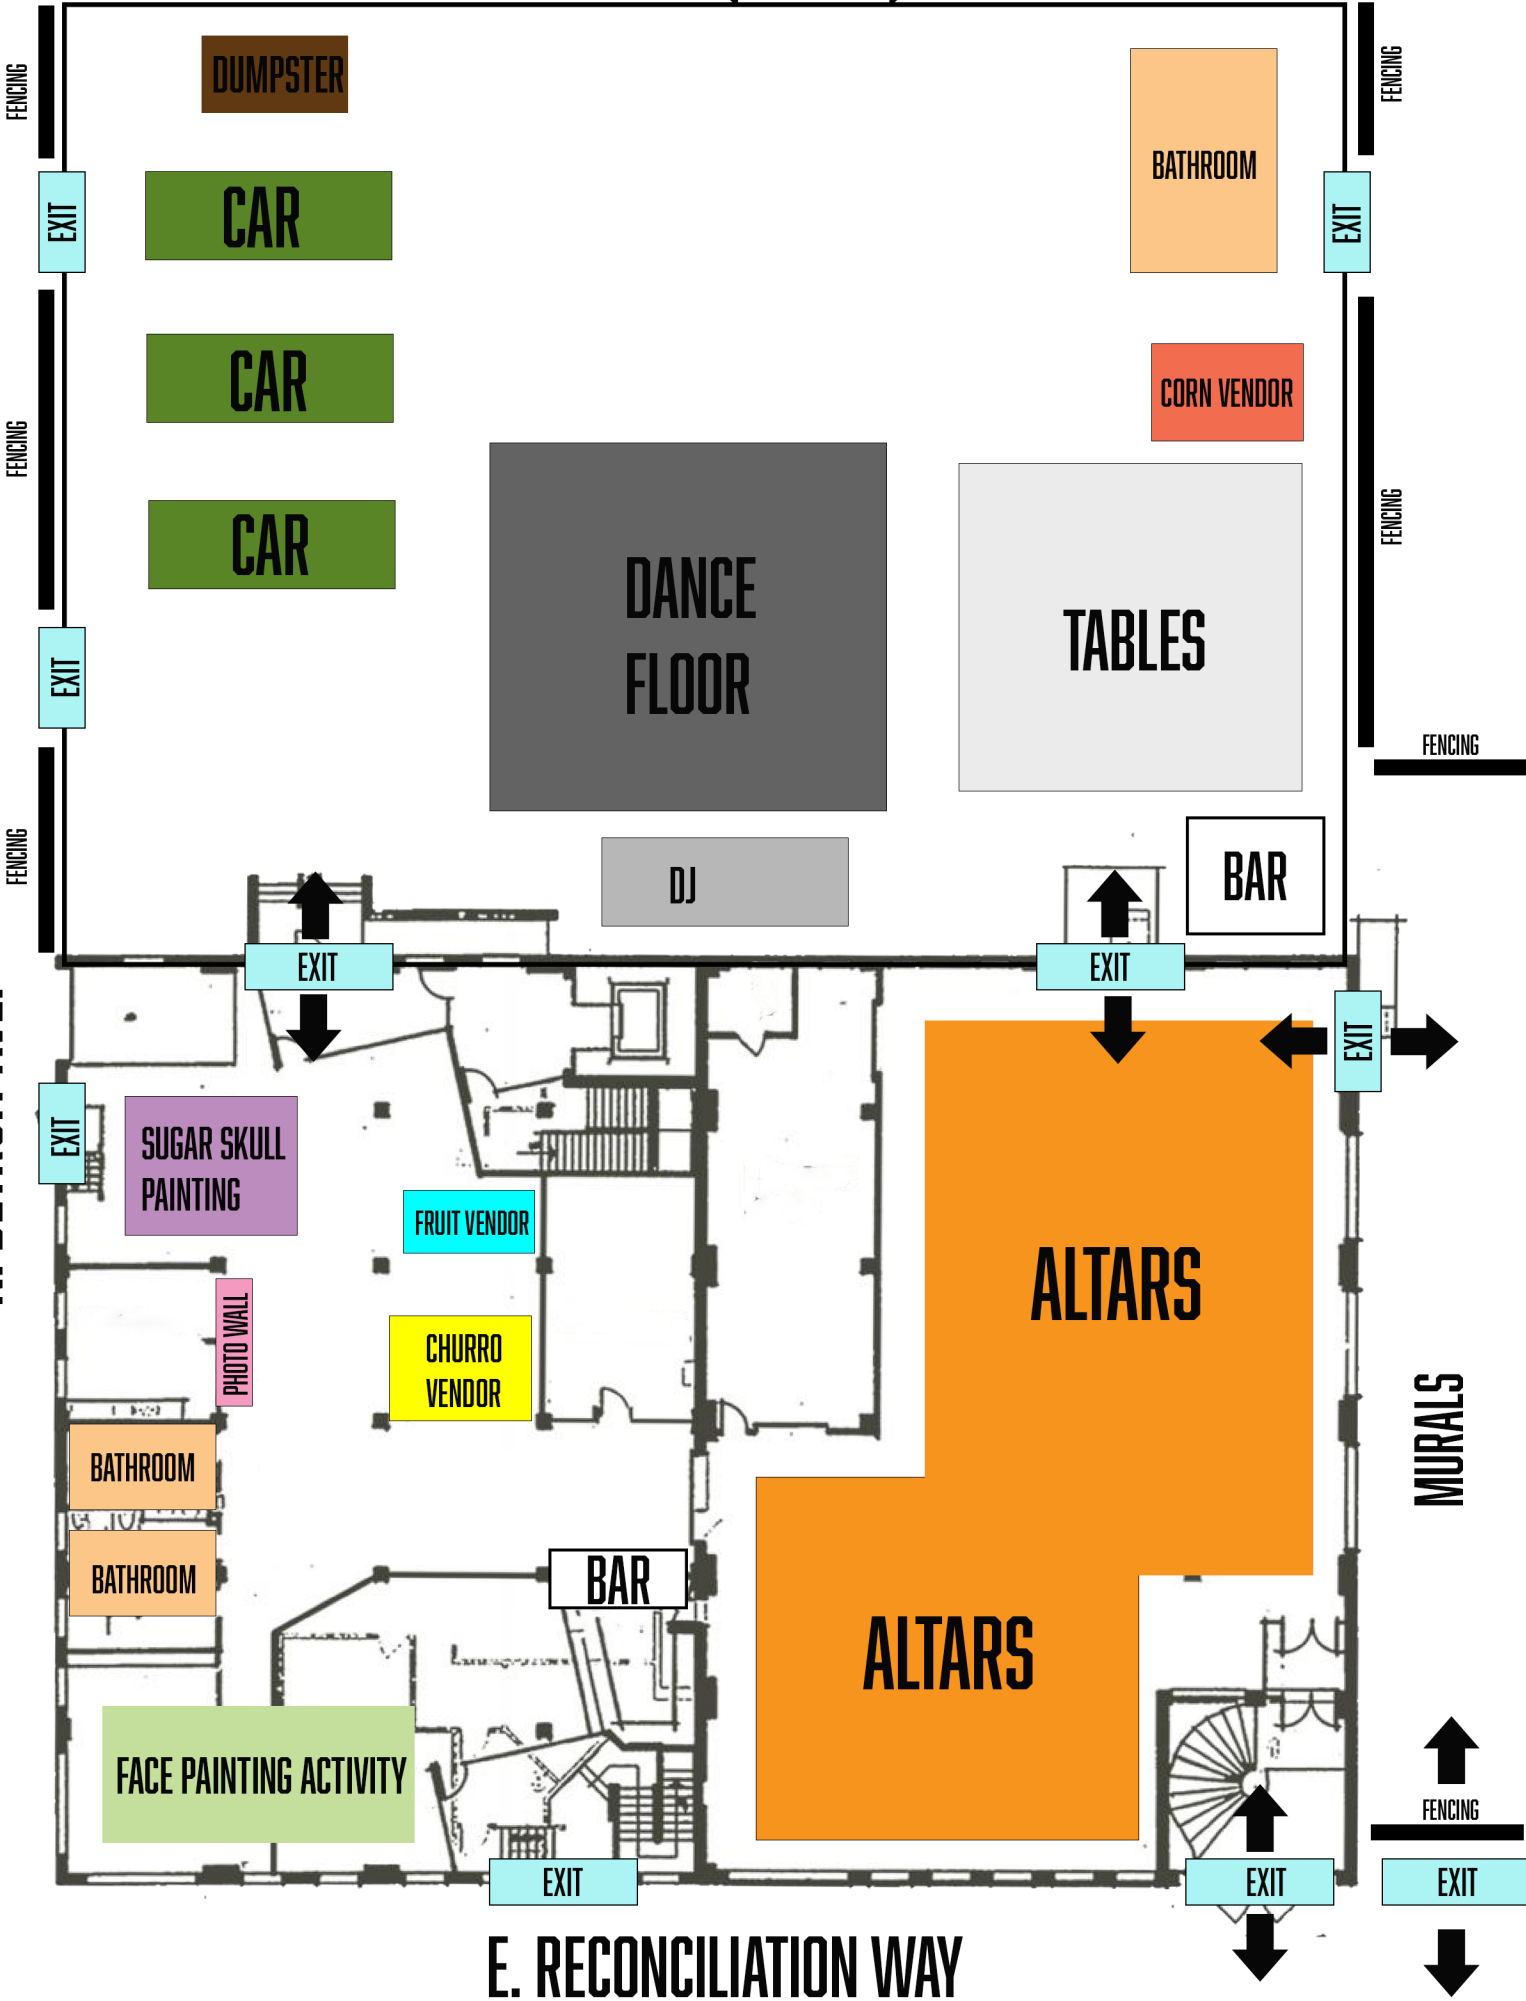 FENCING
DUMPSTER
FENCING
BATHROOM
EXIT
CAR
EXIT
CAR
CORN VENDOR
FENCING
CAR
FENCING
DANCE
FLOOR
TABLES
EXIT
FENCING
FENCING
DJ
BAR
EXIT
EXIT
EXIT
EXIT
SUGAR SKULL
PAINTING
FRUIT VENDOR
ALTARS
PHOTO WALL
CHURRO
VENDOR
MURALS
BATHROOM
BATHROOM
BAR
ALTARS
FACE PAINTING ACTIVITY
FENCING
EXIT
EXIT
EXIT
E. RECONCILIATION WAY